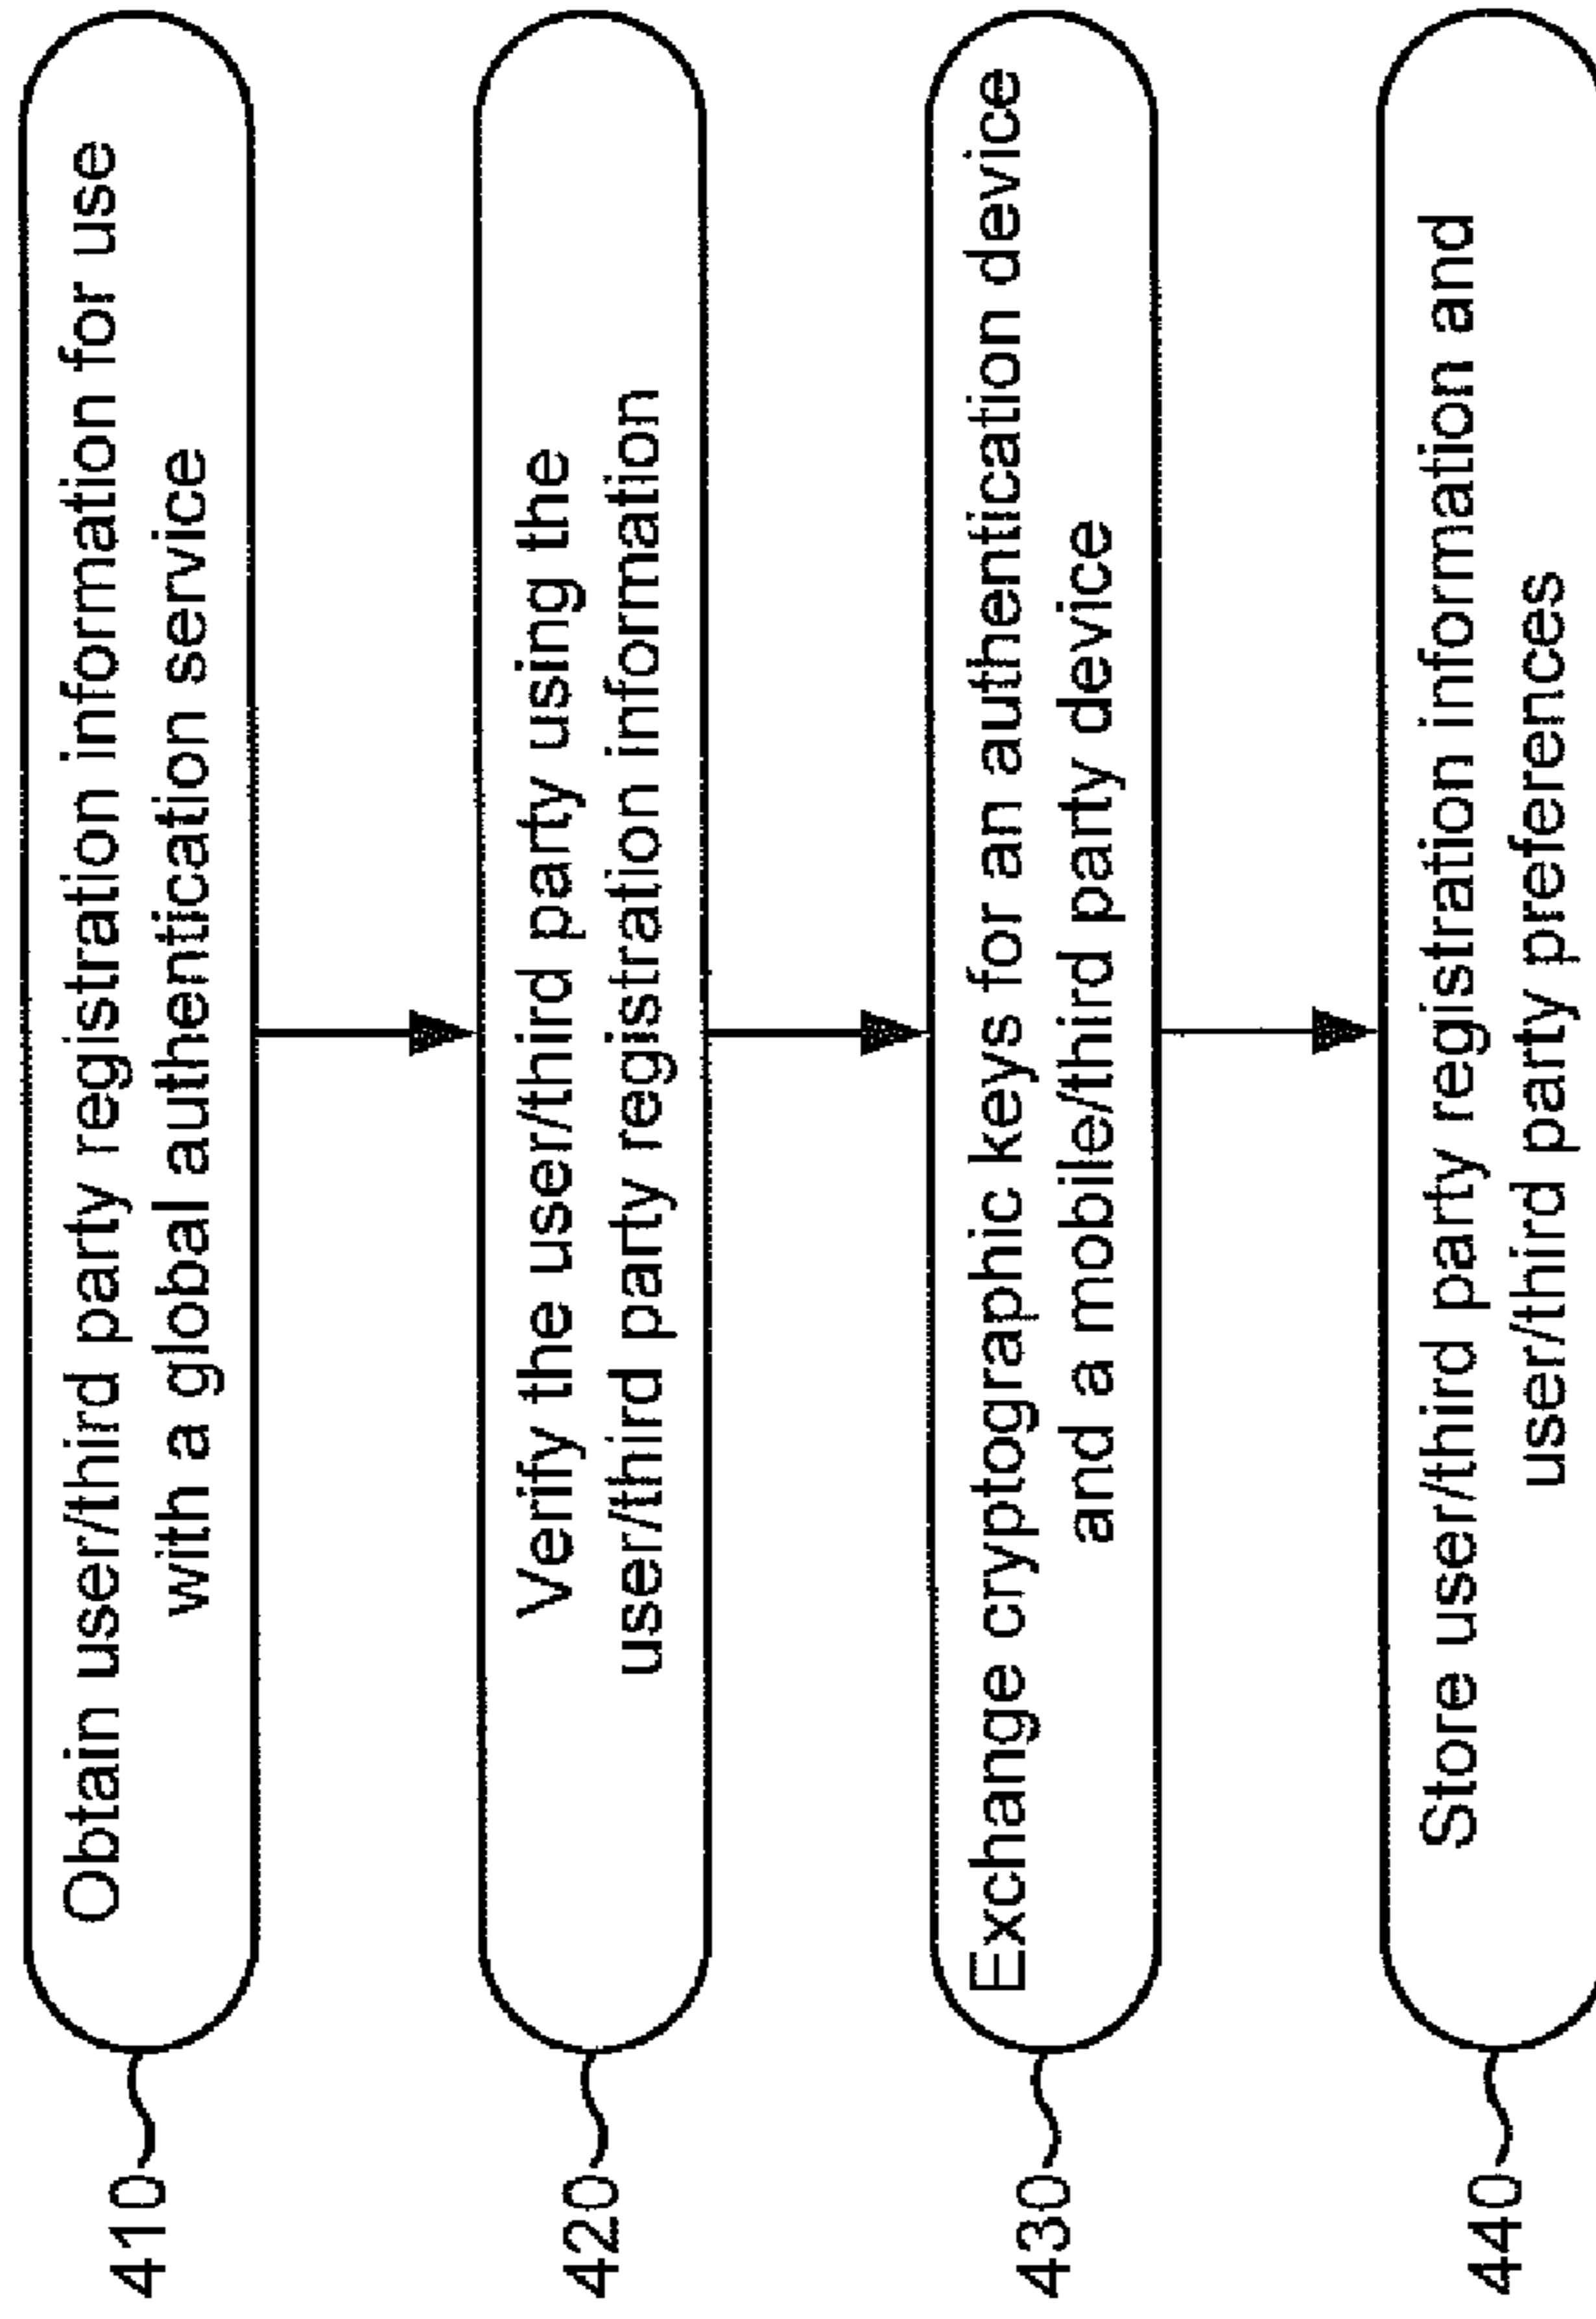 410
Obtain user/third party registration information for use
with a global authentication service
420
Verify the user/third party using the
user/third party registration information
430
Exchange cryptographic keys for an authentication device
and a mobile/third party device
440
Store user/third party registration information and
user/third party preferences